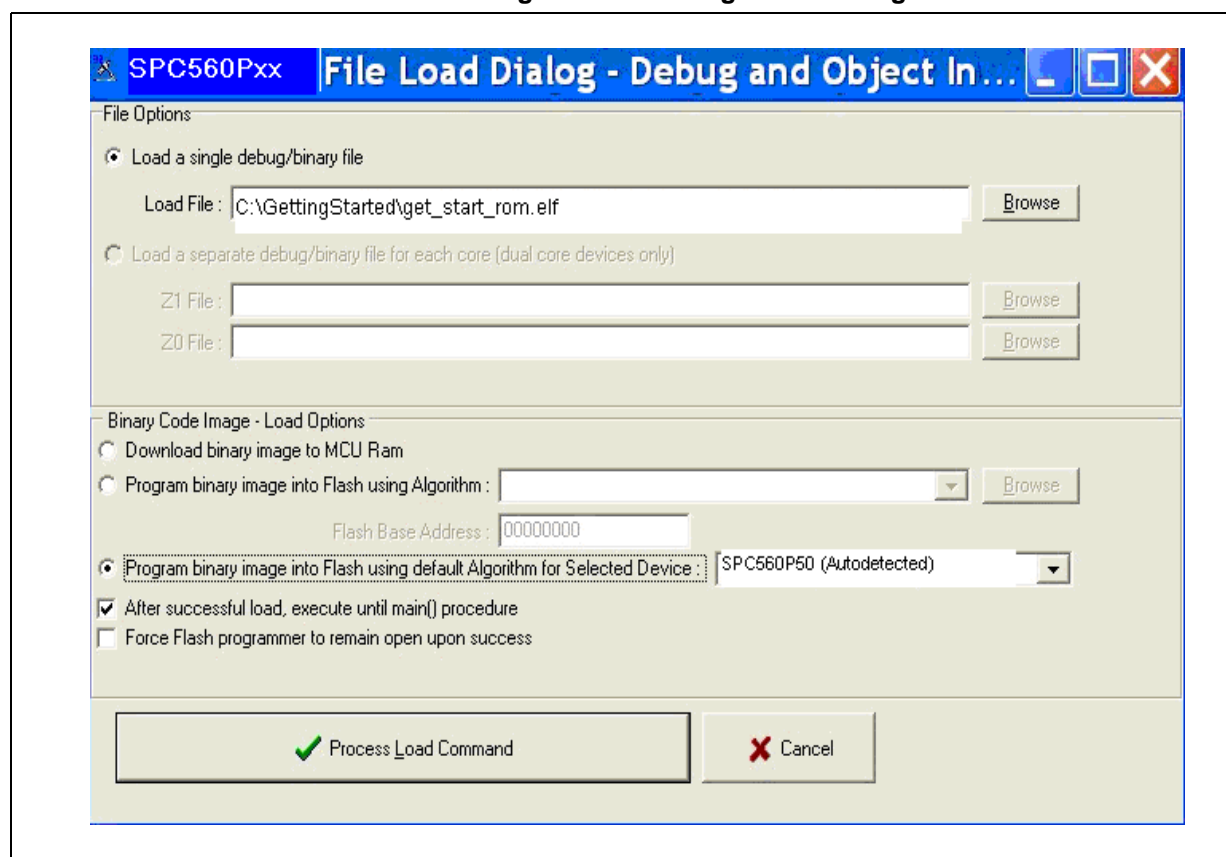 SPC560Pxx File Load Dialog - Debug and Object In...
File Options
Load a single debug/binary file
Load File : C:\GettingStarted\get_start_rom.elf Browse
Load a separate debug/binary file for each core (dual core devices only)
Z1 File : Browse
Z0 File : Browse
Binary Code Image - Load Options
Download binary image to MCU Ram
Program binary image into Flash using Algorithm : Browse
Flash Base Address : 00000000
Program binary image into Flash using default Algorithm for Selected Device : SPC560P50 (Autodetected)
After successful load, execute until main() procedure
Force Flash programmer to remain open upon success
Process Load Command Cancel